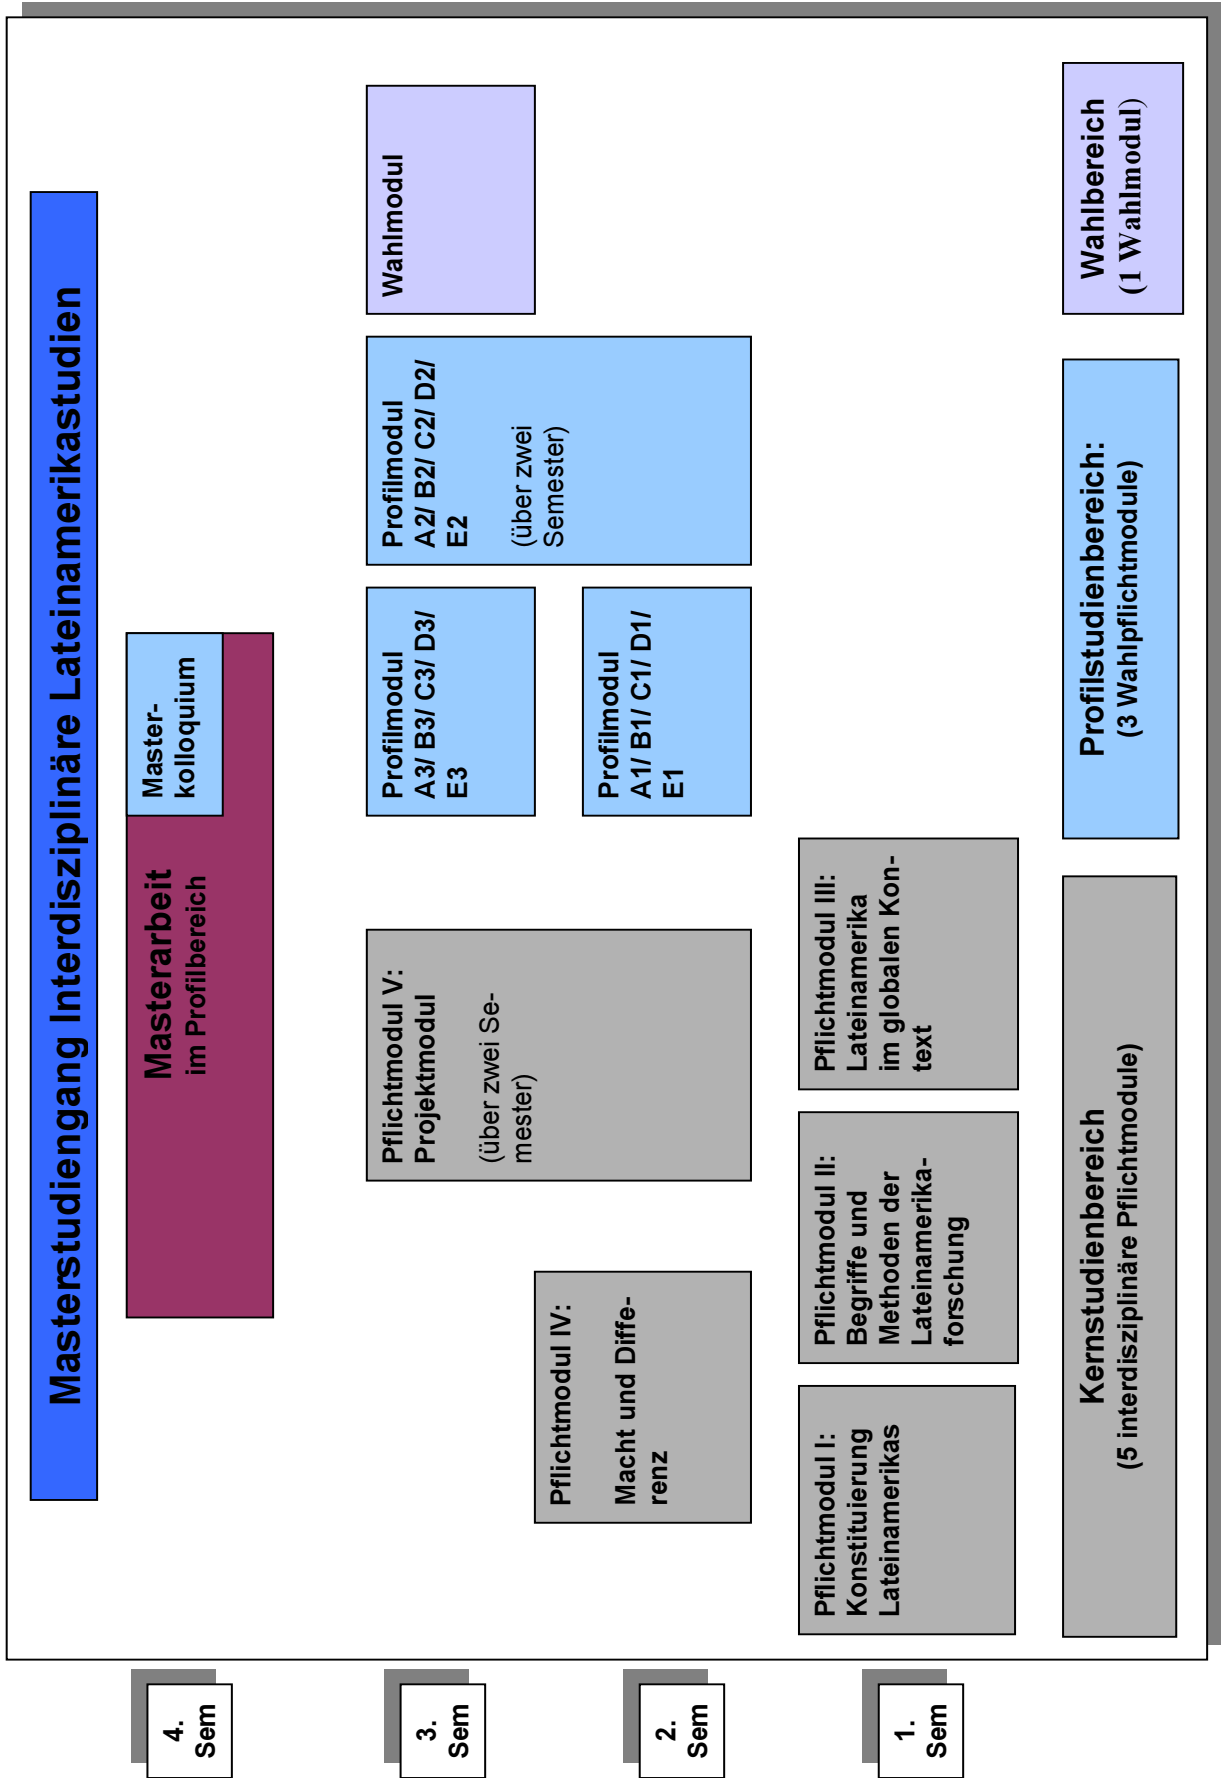 Masterstudiengang Interdisziplinäre Lateinamerikastudien
4.
Sem
Masterarbeit
im Profilbereich
Master-
kolloquium
3.
Sem
Pflichtmodul V:
Projektmodul
(über zwei Se-
mester)
Profilmodul
A3/ B3/ C3/ D3/
E3
Profilmodul
A2/ B2/ C2/ D2/
E2
(über zwei
Semester)
Wahlmodul
2.
Sem
Pflichtmodul IV:
Macht und Diffe-
renz
Profilmodul
A1/ B1/ C1/ D1/
E1
1.
Sem
Pflichtmodul I:
Konstituierung
Lateinamerikas
Pflichtmodul II:
Begriffe und
Methoden der
Lateinamerika-
forschung
Pflichtmodul III:
Lateinamerika
im globalen Kon-
text
Kernstudienbereich
(5 interdisziplinäre Pflichtmodule)
Profilstudienbereich:
(3 Wahlpflichtmodule)
Wahlbereich
(1 Wahlmodul)